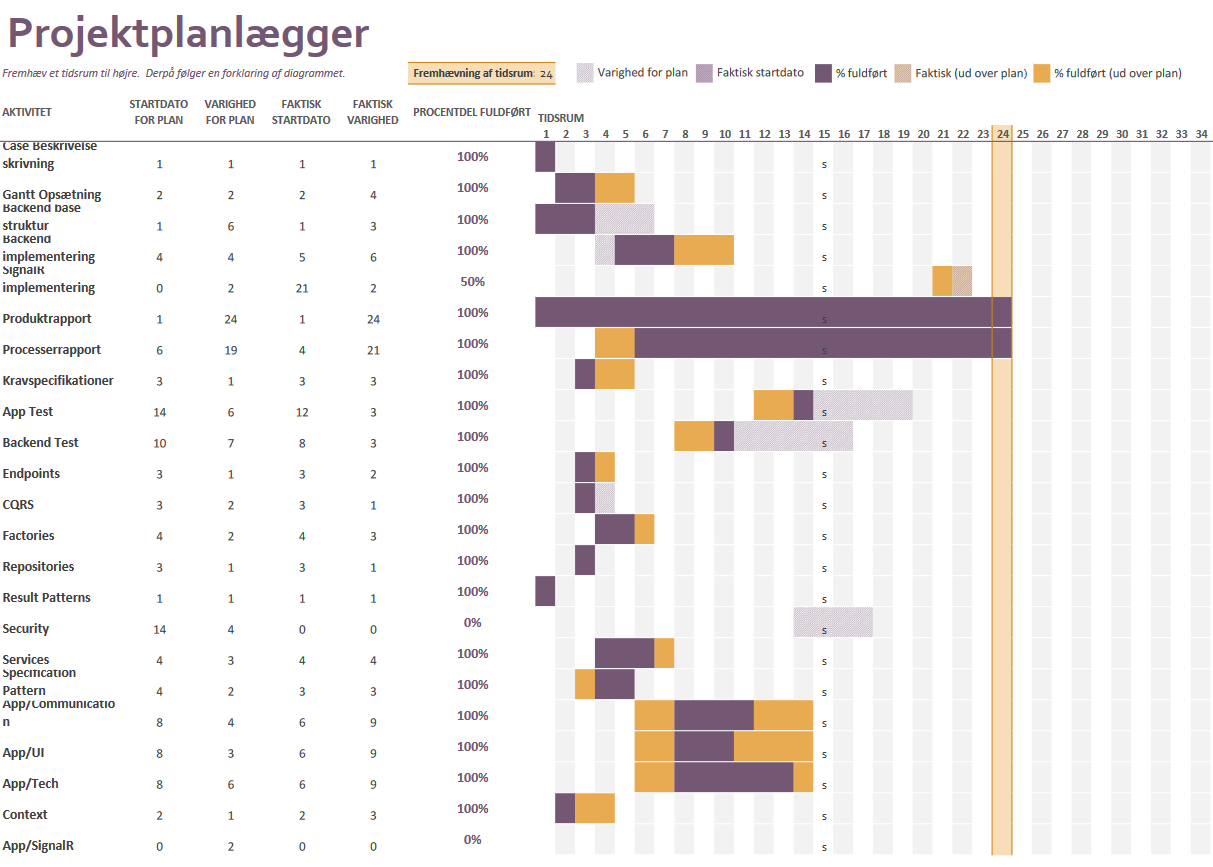 Projektplanlægger
Fremhæv et tidsrum til højre. Derpå følger en forklaring af diagrammet.
Fremhævning af tidsrum: 24
Varighed for plan
Faktisk startdato
% fuldført
Faktisk (ud over plan)
% fuldført (ud over plan)
AKTIVITET
STARTDATO
FOR PLAN
VARIGHED
FOR PLAN
FAKTISK
STARTDATO
FAKTISK
VARIGHED
PROCENTDEL FULDFØRT
TIDSRUM
1 2 3 4 5 6 7 8 9 10 11 12 13 14 15 16 17 18 19 20 21 22 23 24 25 26 27 28 29 30 31 32 33 34
Case Beskrivelse
skrivning 1 1 1 1 100% s
Gantt Opsætning 2 2 2 4 100% s
Backend base
struktur 1 6 1 3 100% s
Backend
implementering 4 4 5 6 100% s
SignalR
implementering 0 2 21 2 50% s
Produktrapport 1 24 1 24 100% s
Processerrapport 6 19 4 21 100% s
Kravspecifikationer 3 1 3 3 100% s
App Test 14 6 12 3 100% s
Backend Test 10 7 8 3 100% s
Endpoints 3 1 3 2 100% s
CQRS 3 2 3 1 100% s
Factories 4 2 4 3 100% s
Repositories 3 1 3 1 100% s
Result Patterns 1 1 1 1 100% s
Security 14 4 0 0 0% s
Services 4 3 4 4 100% s
Specification
Pattern 4 2 3 3 100% s
App/Communicatio
n 8 4 6 9 100% s
App/UI 8 3 6 9 100% s
App/Tech 8 6 6 9 100% s
Context 2 1 2 3 100% s
App/SignalR 0 2 0 0 0% s